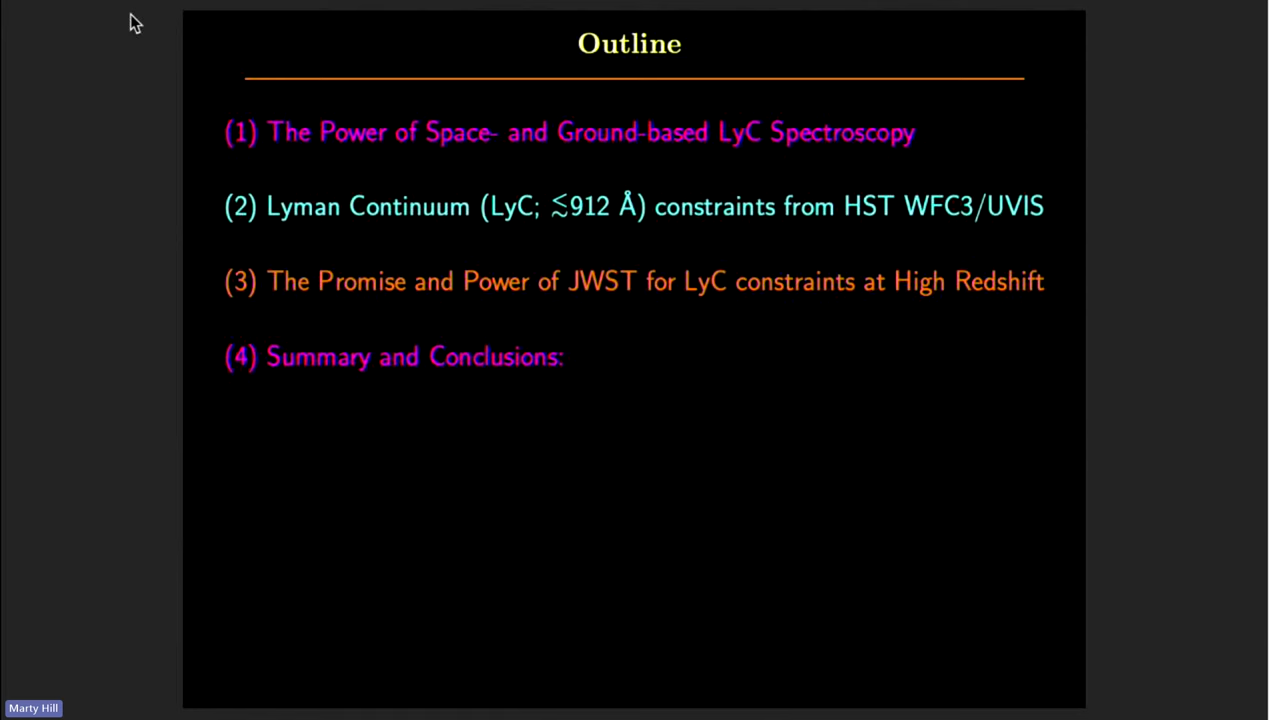 Outline
(1) The Power of Space- and Ground-based LyC Spectroscopy
(2) Lyman Continuum (LyC; ≲912 Å) constraints from HST WFC3/UVIS
(3) The Promise and Power of JWST for LyC constraints at High Redshift
(4) Summary and Conclusions:
Marty Hill